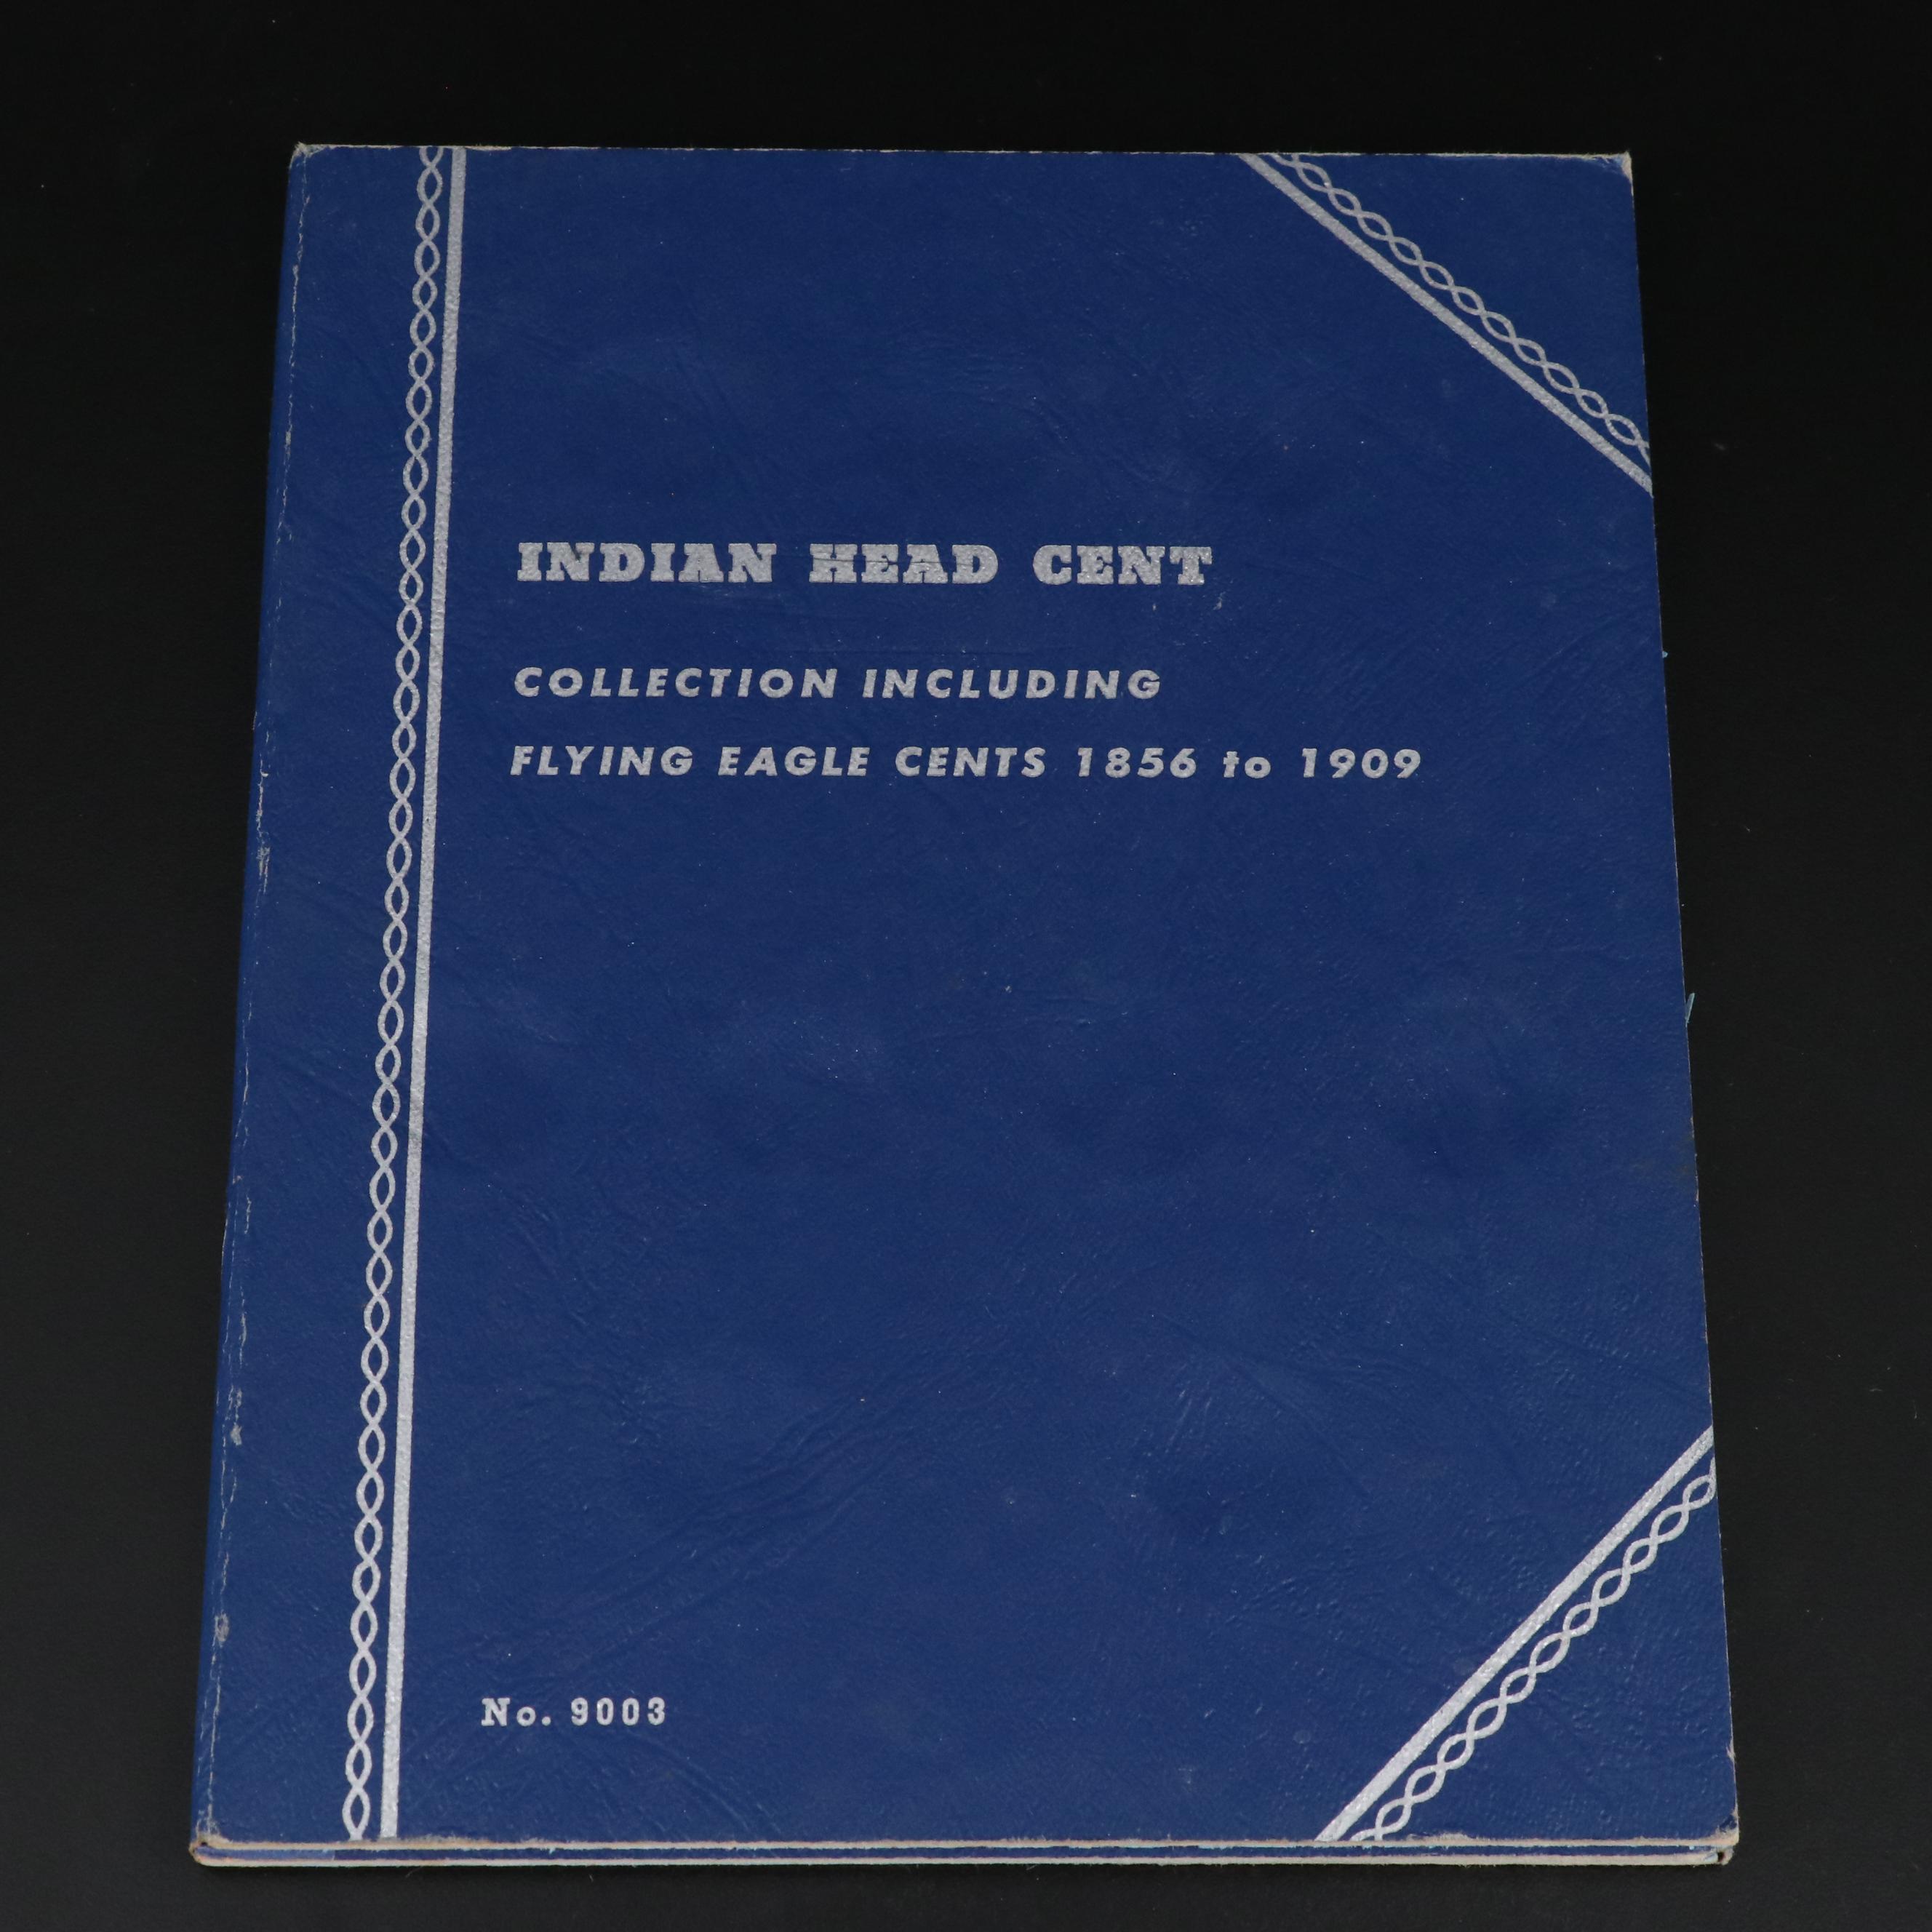 INDIAN HEAD CENT
COLLECTION INCLUDING
FLYING EAGLE CENTS 1856 to 1909
No. 9003